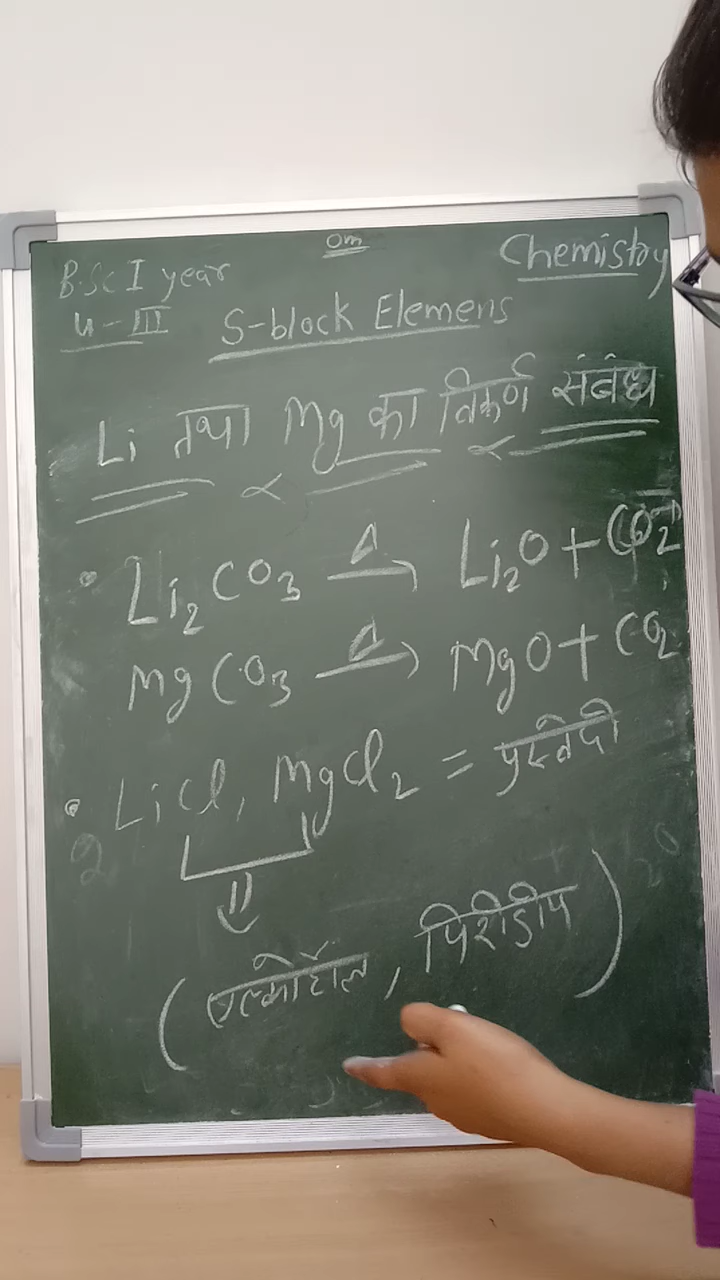 Om
B.Sc I year
Chemistry
U-III
S-block Elemens
Li तथा Mg का विकर्ण संबंध
Li₂CO₃ Δ→ Li₂O + CO₂
MgCO₃ Δ→ MgO + CO₂
LiCl, MgCl₂ = प्रस्वेदी
(एल्कोहॉल, पिरीडीप)